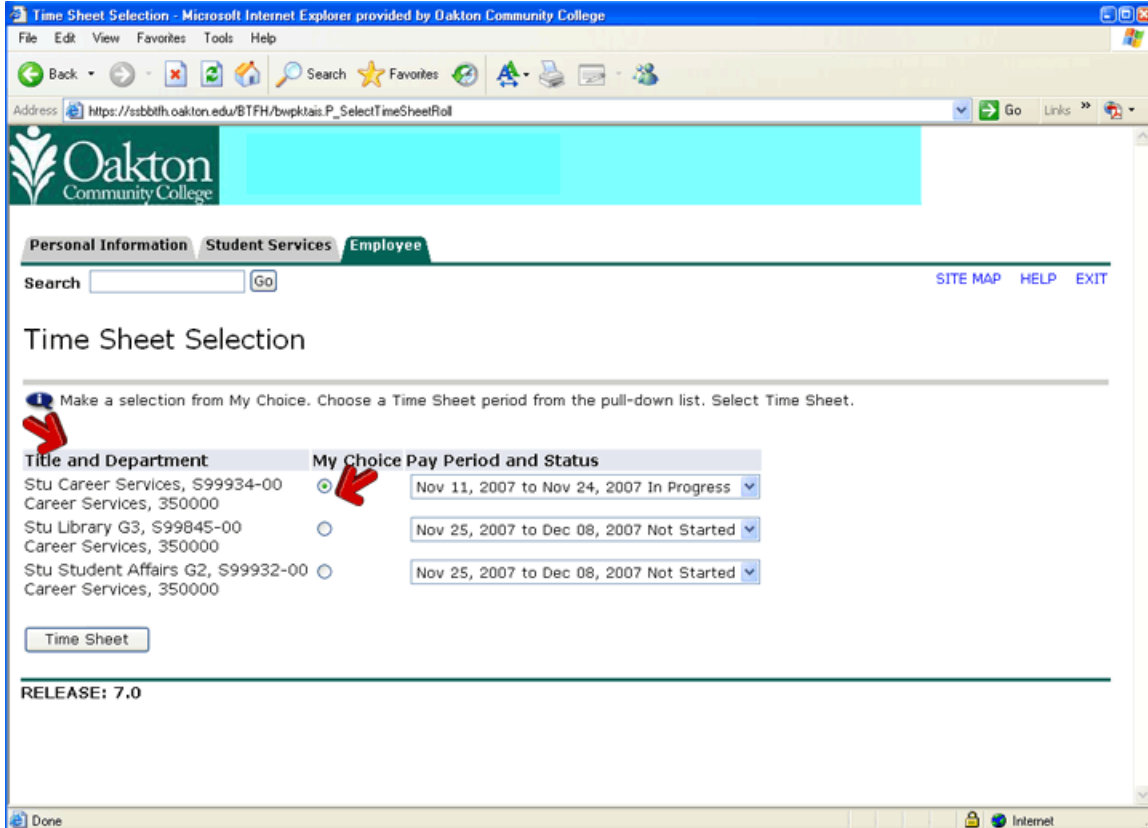 Time Sheet Selection - Microsoft Internet Explorer provided by Oakton Community College
File Edit View Favorites Tools Help
Back Search Favorites
Address https://ssbbtfh.oakton.edu/BTFH/bwpktais.P_SelectTimeSheetRoll Go Links »
Oakton
Community College
Personal Information Student Services Employee
Search Go SITE MAP HELP EXIT
Time Sheet Selection
Make a selection from My Choice. Choose a Time Sheet period from the pull-down list. Select Time Sheet.
Title and Department My Choice Pay Period and Status
Stu Career Services, S99934-00 Nov 11, 2007 to Nov 24, 2007 In Progress
Career Services, 350000
Stu Library G3, S99845-00 Nov 25, 2007 to Dec 08, 2007 Not Started
Career Services, 350000
Stu Student Affairs G2, S99932-00 Nov 25, 2007 to Dec 08, 2007 Not Started
Career Services, 350000
Time Sheet
RELEASE: 7.0
Done Internet